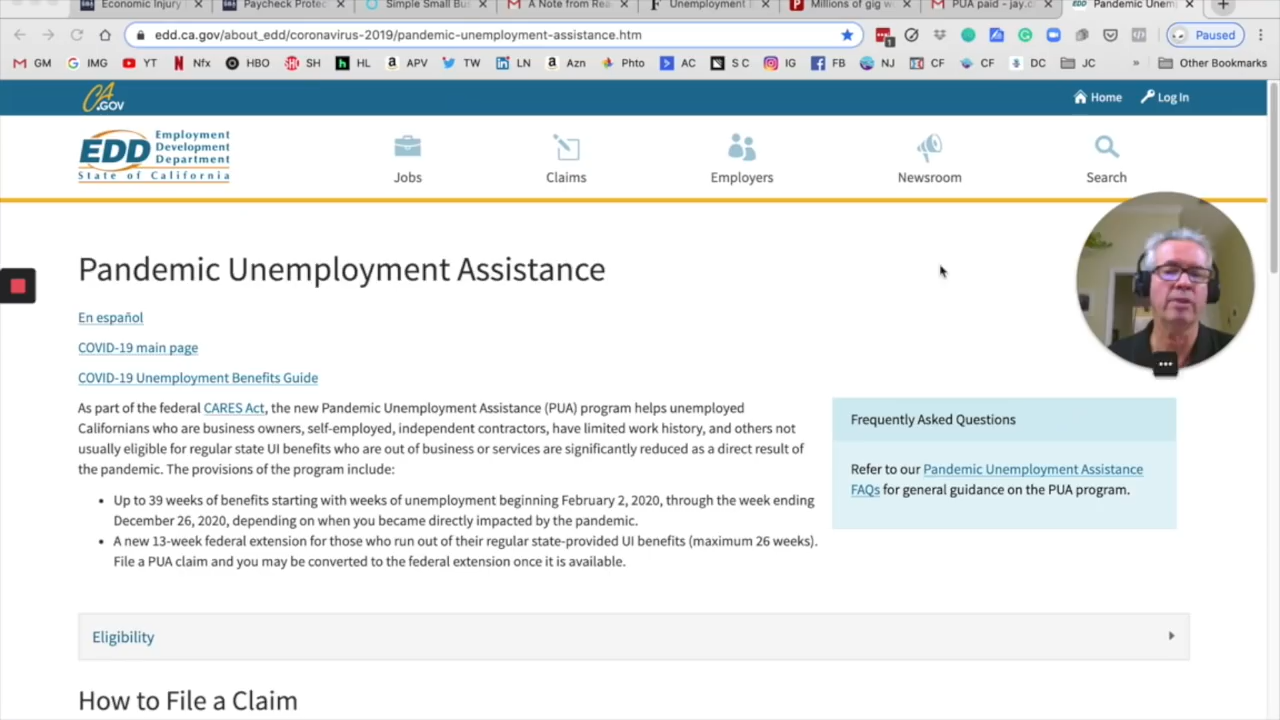 Economic Injury
Paycheck Protec
Simple Small Bus
A Note from Rea
Unemployment
Millions of gig w
PUA paid - jay.c
Pandemic Unem
edd.ca.gov/about_edd/coronavirus-2019/pandemic-unemployment-assistance.htm
1
Paused
GM IMG YT Nfx HBO SH HL APV TW LN Azn Phto AC S C IG FB NJ CF CF DC JC » Other Bookmarks
CA.GOV
Home
Log In
EDD Employment
Development
Department
State of California
Jobs
Claims
Employers
Newsroom
Search
Pandemic Unemployment Assistance
En español
COVID-19 main page
COVID-19 Unemployment Benefits Guide
As part of the federal CARES Act, the new Pandemic Unemployment Assistance (PUA) program helps unemployed
Californians who are business owners, self-employed, independent contractors, have limited work history, and others not
usually eligible for regular state UI benefits who are out of business or services are significantly reduced as a direct result of
the pandemic. The provisions of the program include:
• Up to 39 weeks of benefits starting with weeks of unemployment beginning February 2, 2020, through the week ending
December 26, 2020, depending on when you became directly impacted by the pandemic.
• A new 13-week federal extension for those who run out of their regular state-provided UI benefits (maximum 26 weeks).
File a PUA claim and you may be converted to the federal extension once it is available.
Frequently Asked Questions
Refer to our Pandemic Unemployment Assistance
FAQs for general guidance on the PUA program.
Eligibility
How to File a Claim